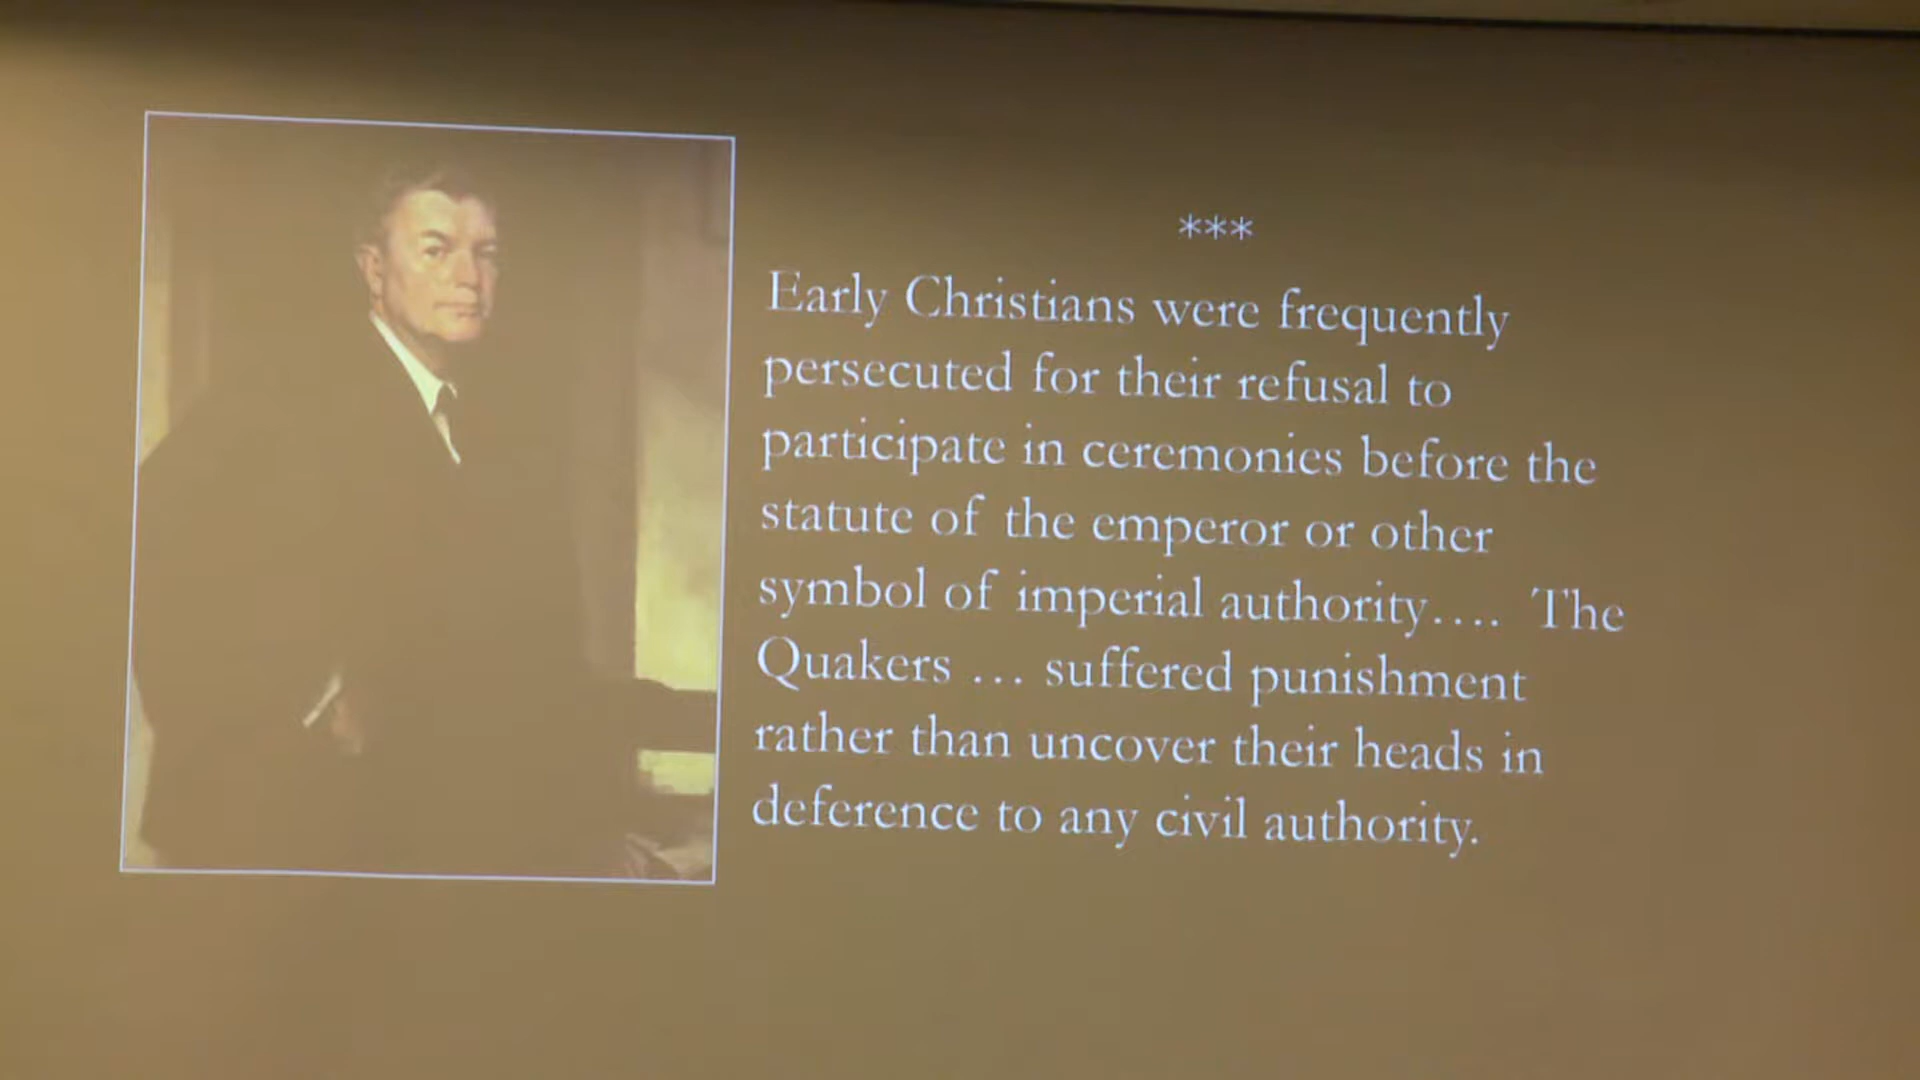 ***
Early Christians were frequently
persecuted for their refusal to
participate in ceremonies before the
statute of the emperor or other
symbol of imperial authority.... The
Quakers ... suffered punishment
rather than uncover their heads in
deference to any civil authority.